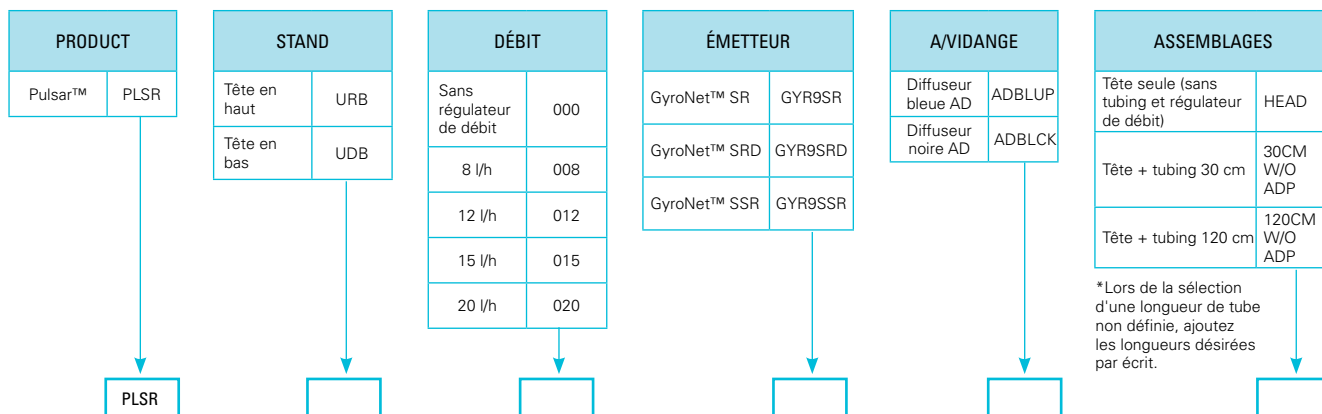 PRODUCT
Pulsar™ PLSR
STAND
Tête en
haut
URB
Tête en
bas
UDB
DÉBIT
Sans
régulateur
de débit
000
8 l/h 008
12 l/h 012
15 l/h 015
20 l/h 020
ÉMETTEUR
GyroNet™ SR GYR9SR
GyroNet™ SRD GYR9SRD
GyroNet™ SSR GYR9SSR
A/VIDANGE
Diffuseur
bleue AD
ADBLUP
Diffuseur
noire AD
ADBLCK
ASSEMBLAGES
Tête seule (sans
tubing et régulateur
de débit)
HEAD
Tête + tubing 30 cm
30CM
W/O
ADP
Tête + tubing 120 cm
120CM
W/O
ADP
*Lors de la sélection
d'une longueur de tube
non définie, ajoutez
les longueurs désirées
par écrit.
PLSR